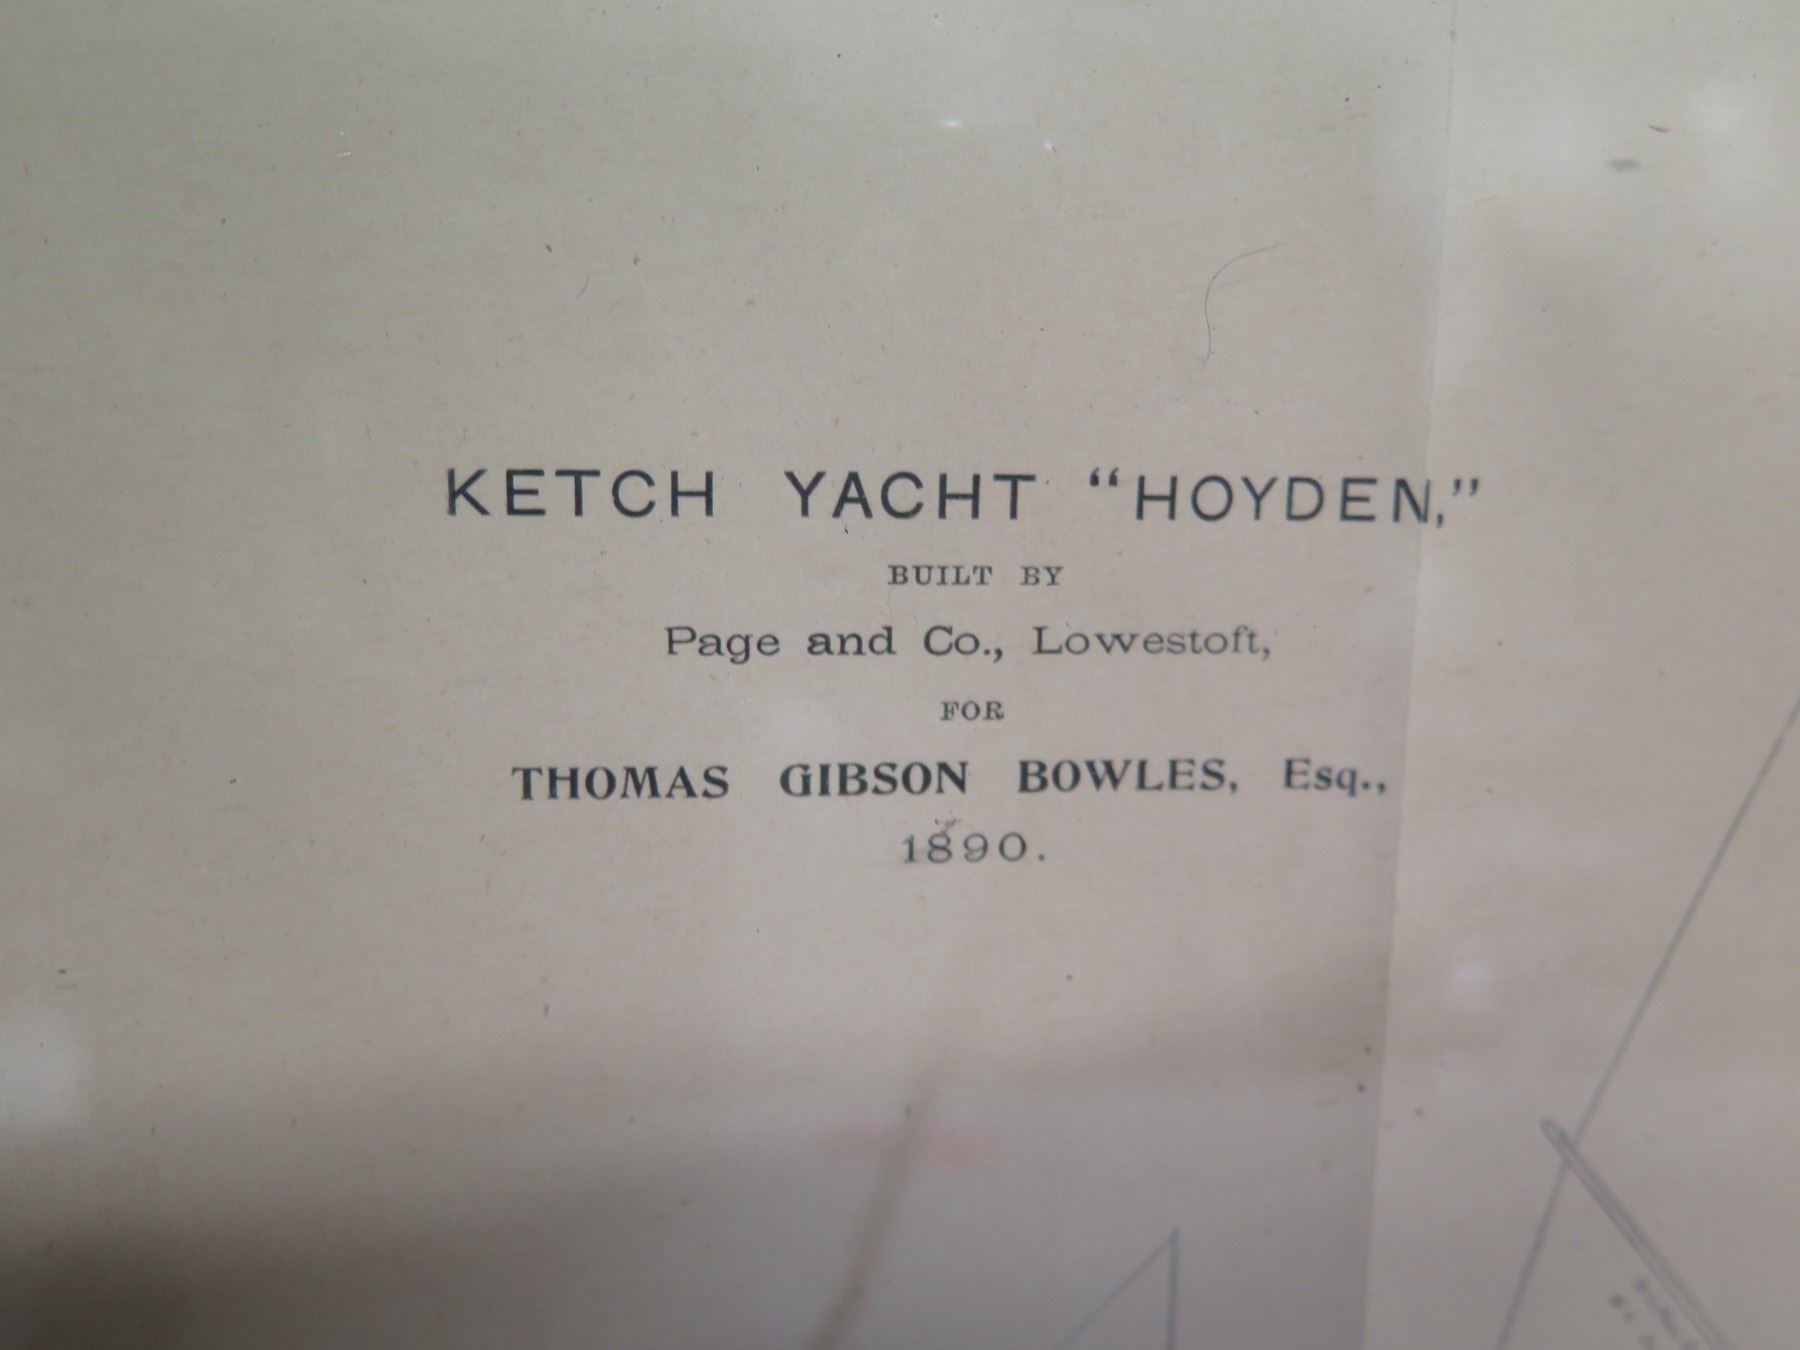 KETCH YACHT “HOYDEN,”
BUILT BY
Page and Co., Lowestoft,
FOR
THOMAS GIBSON BOWLES, Esq.,
1890.